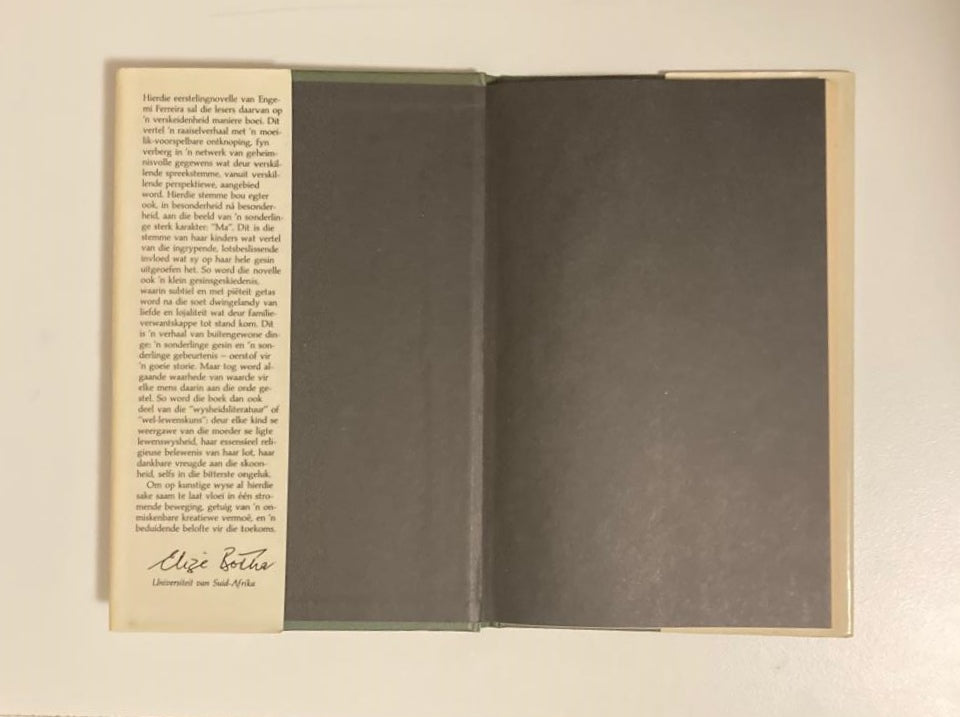 Hierdie eerstelingnovelle van Enge-
mi Ferreira sal die lesers daarvan op
'n verskeidenheid maniere boei. Dit
vertel 'n raaiselverhaal met 'n moei-
lik-voorspelbare ontknoping, fyn
verberg in 'n netwerk van geheim-
nisvolle gegewens wat deur verskil-
lende spreekstemme, vanuit verskil-
lende perspektiewe, aangebied
word. Hierdie stemme bou egter
ook, in besonderheid ná besonder-
heid, aan die beeld van 'n sonderlin-
ge sterk karakter: "Ma". Dit is die
stemme van haar kinders wat vertel
van die ingrypende, lotsbeslissende
invloed wat sy op haar hele gesin
uitgeoefen het. So word die novelle
ook 'n klein gesinsgeskiedenis,
waarin subtiel en met piëteit getas
word na die soet dwingelandy van
liefde en lojaliteit wat deur familie-
verwantskappe tot stand kom. Dit
is 'n verhaal van buitengewone din-
ge: 'n sonderlinge gesin en 'n son-
derlinge gebeurtenis – oerstof vir
'n goeie storie. Maar tog word al-
gaande waarhede van waarde vir
elke mens daarin aan die orde ge-
stel. So word die boek dan ook
deel van die "wysheidsliteratuur" of
"wel-lewenskuns": deur elke kind se
weergawe van die moeder se ligte
lewenswysheid, haar essensieel reli-
gieuse belewenis van haar lot, haar
dankbare vreugde aan die skoon-
heid, selfs in die bitterste ongeluk.
Om op kunstige wyse al hierdie
sake saam te laat vloei in één stro-
mende beweging, getuig van 'n on-
miskenbare kreatiewe vermoë, en 'n
beduidende belofte vir die toekoms.
Elize Botha
Universiteit van Suid-Afrika